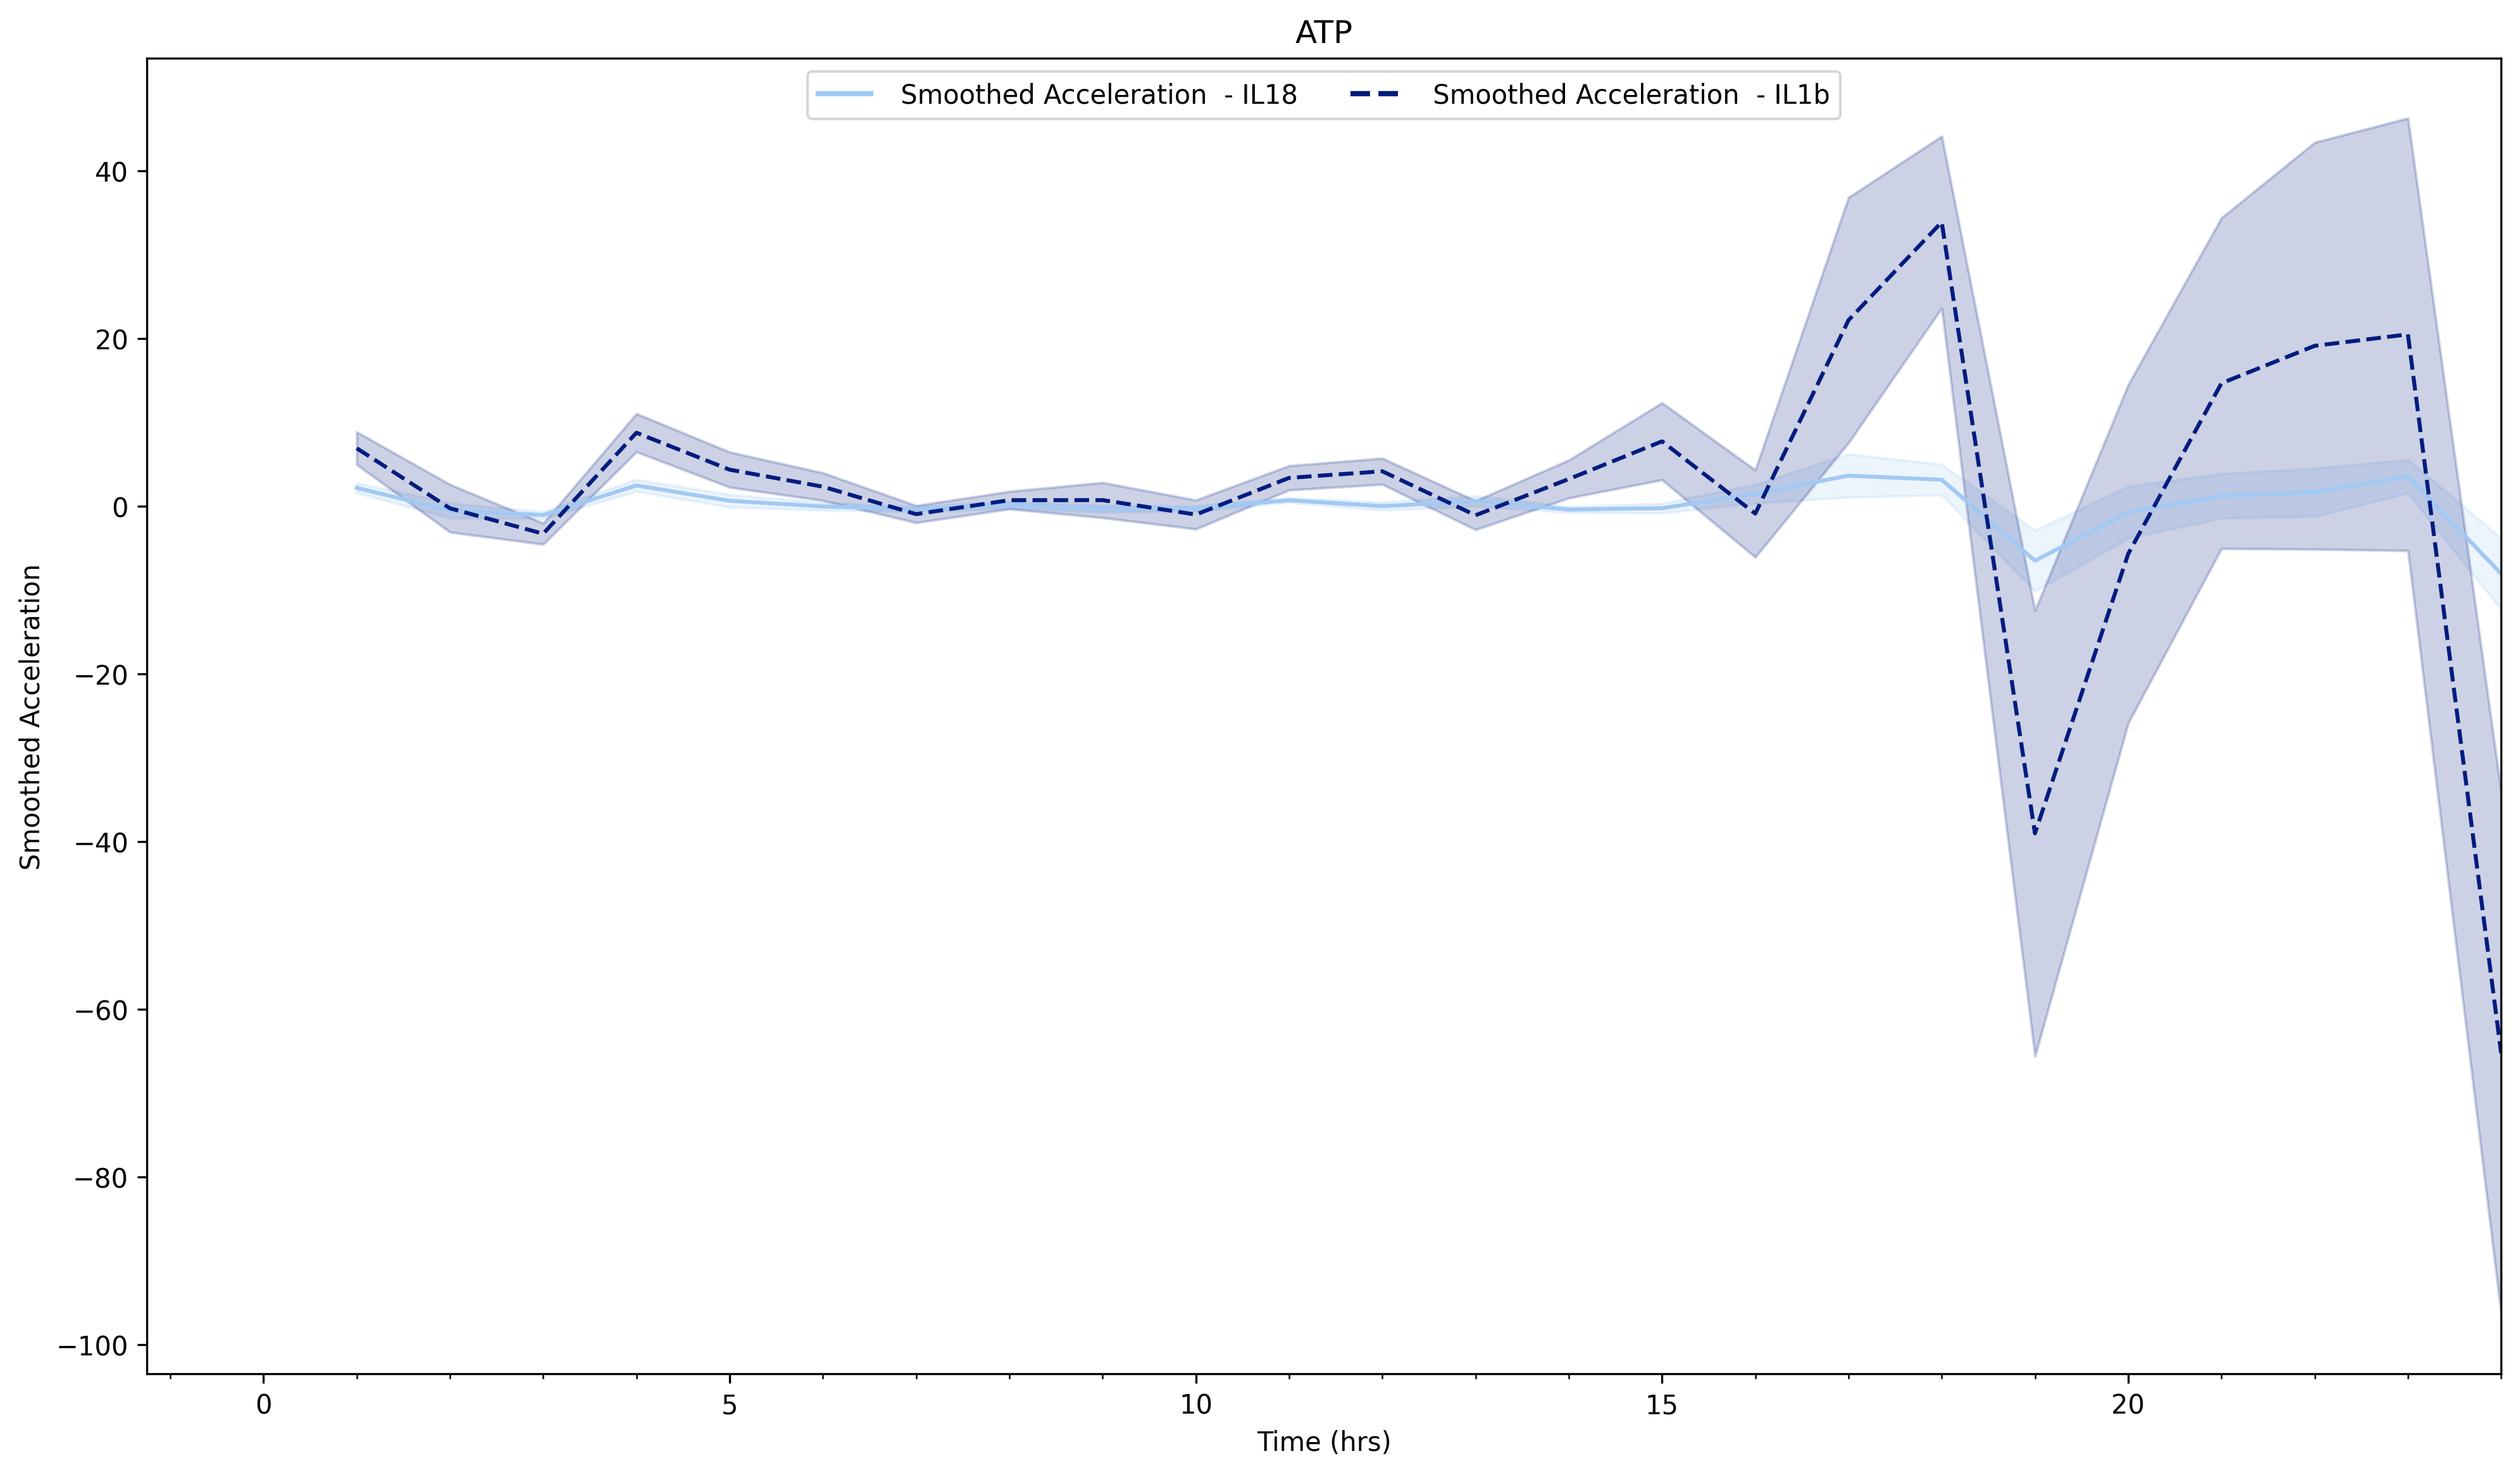 ATP
Smoothed Acceleration  - IL18
Smoothed Acceleration  - IL1b
Smoothed Acceleration
40
20
0
−20
−40
−60
−80
−100
0 5 10 15 20
Time (hrs)